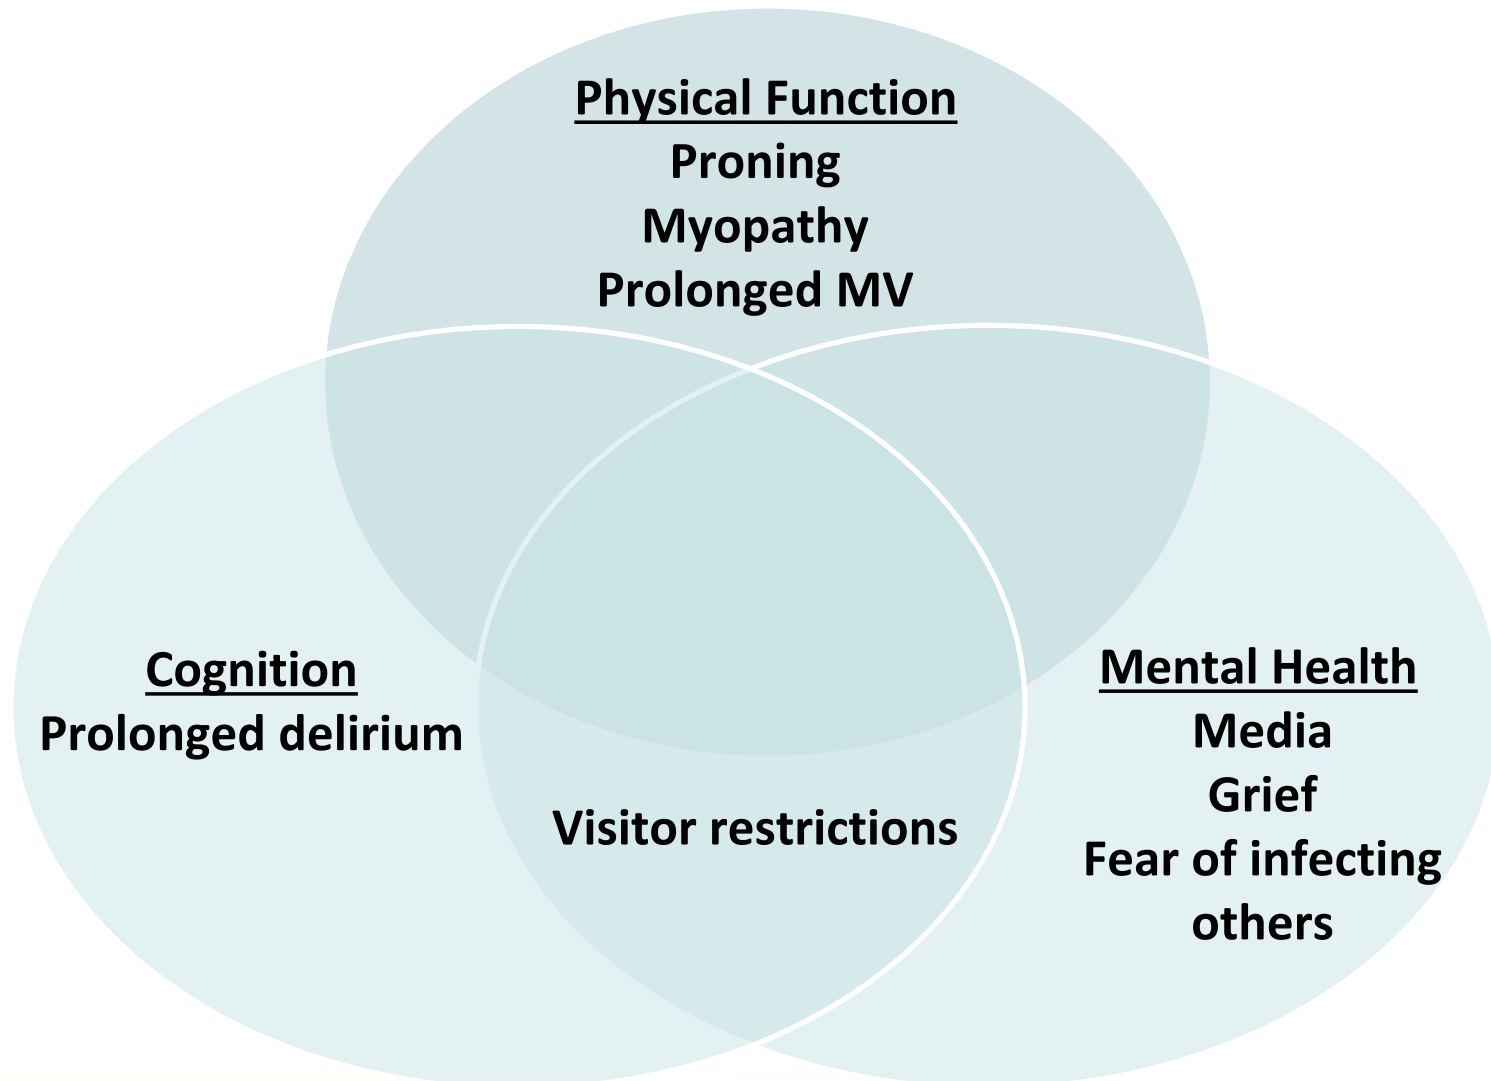 Physical Function
Proning
Myopathy
Prolonged MV
Cognition
Prolonged delirium
Visitor restrictions
Mental Health
Media
Grief
Fear of infecting
others